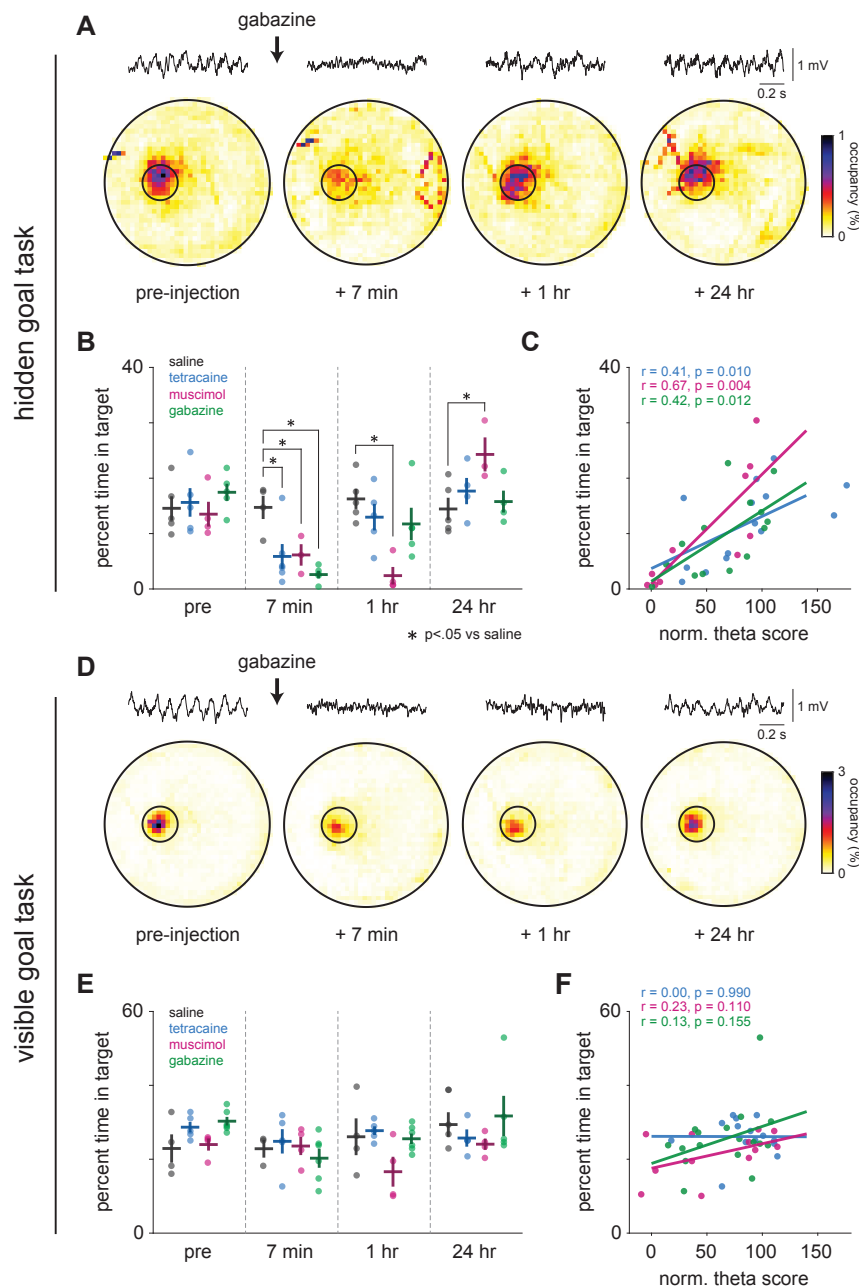 hidden goal task
A
gabazine
1 mV
0.2 s
1
occupancy (%)
0
pre-injection
+ 7 min
+ 1 hr
+ 24 hr
B
percent time in target
40
0
saline
tetracaine
muscimol
gabazine
*
*
*
*
*
pre
7 min
1 hr
24 hr
* p<.05 vs saline
C
percent time in target
40
0
r = 0.41, p = 0.010
r = 0.67, p = 0.004
r = 0.42, p = 0.012
0 50 100 150
norm. theta score
visible goal task
D
gabazine
1 mV
0.2 s
3
occupancy (%)
0
pre-injection
+ 7 min
+ 1 hr
+ 24 hr
E
percent time in target
60
0
saline
tetracaine
muscimol
gabazine
pre
7 min
1 hr
24 hr
F
percent time in target
60
0
r = 0.00, p = 0.990
r = 0.23, p = 0.110
r = 0.13, p = 0.155
0 50 100 150
norm. theta score